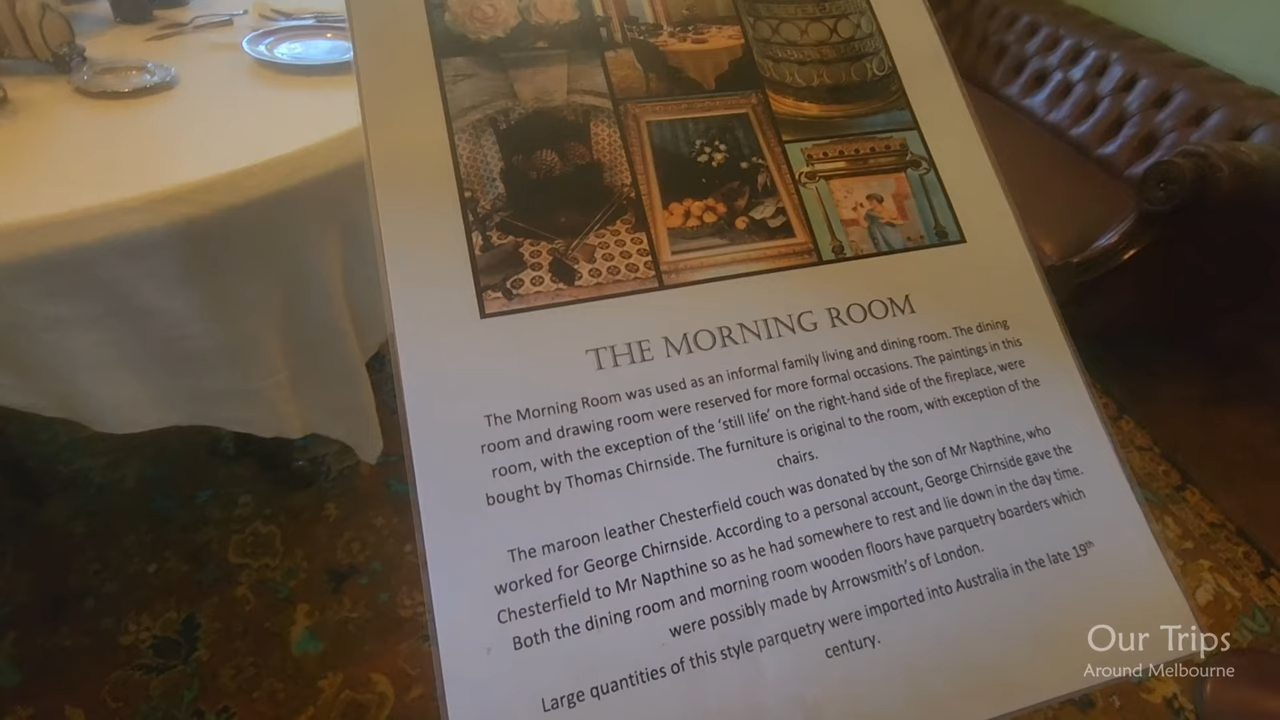 THE MORNING ROOM
The Morning Room was used as an informal family living and dining room. The dining
room and drawing room were reserved for more formal occasions. The paintings in this
room, with the exception of the ‘still life’ on the right-hand side of the fireplace, were
bought by Thomas Chirnside. The furniture is original to the room, with exception of the
chairs.
The maroon leather Chesterfield couch was donated by the son of Mr Napthine, who
worked for George Chirnside. According to a personal account, George Chirnside gave the
Chesterfield to Mr Napthine so as he had somewhere to rest and lie down in the day time.
Both the dining room and morning room wooden floors have parquetry boarders which
were possibly made by Arrowsmith’s of London.
Large quantities of this style parquetry were imported into Australia in the late 19th
century.
Our Trips
Around Melbourne